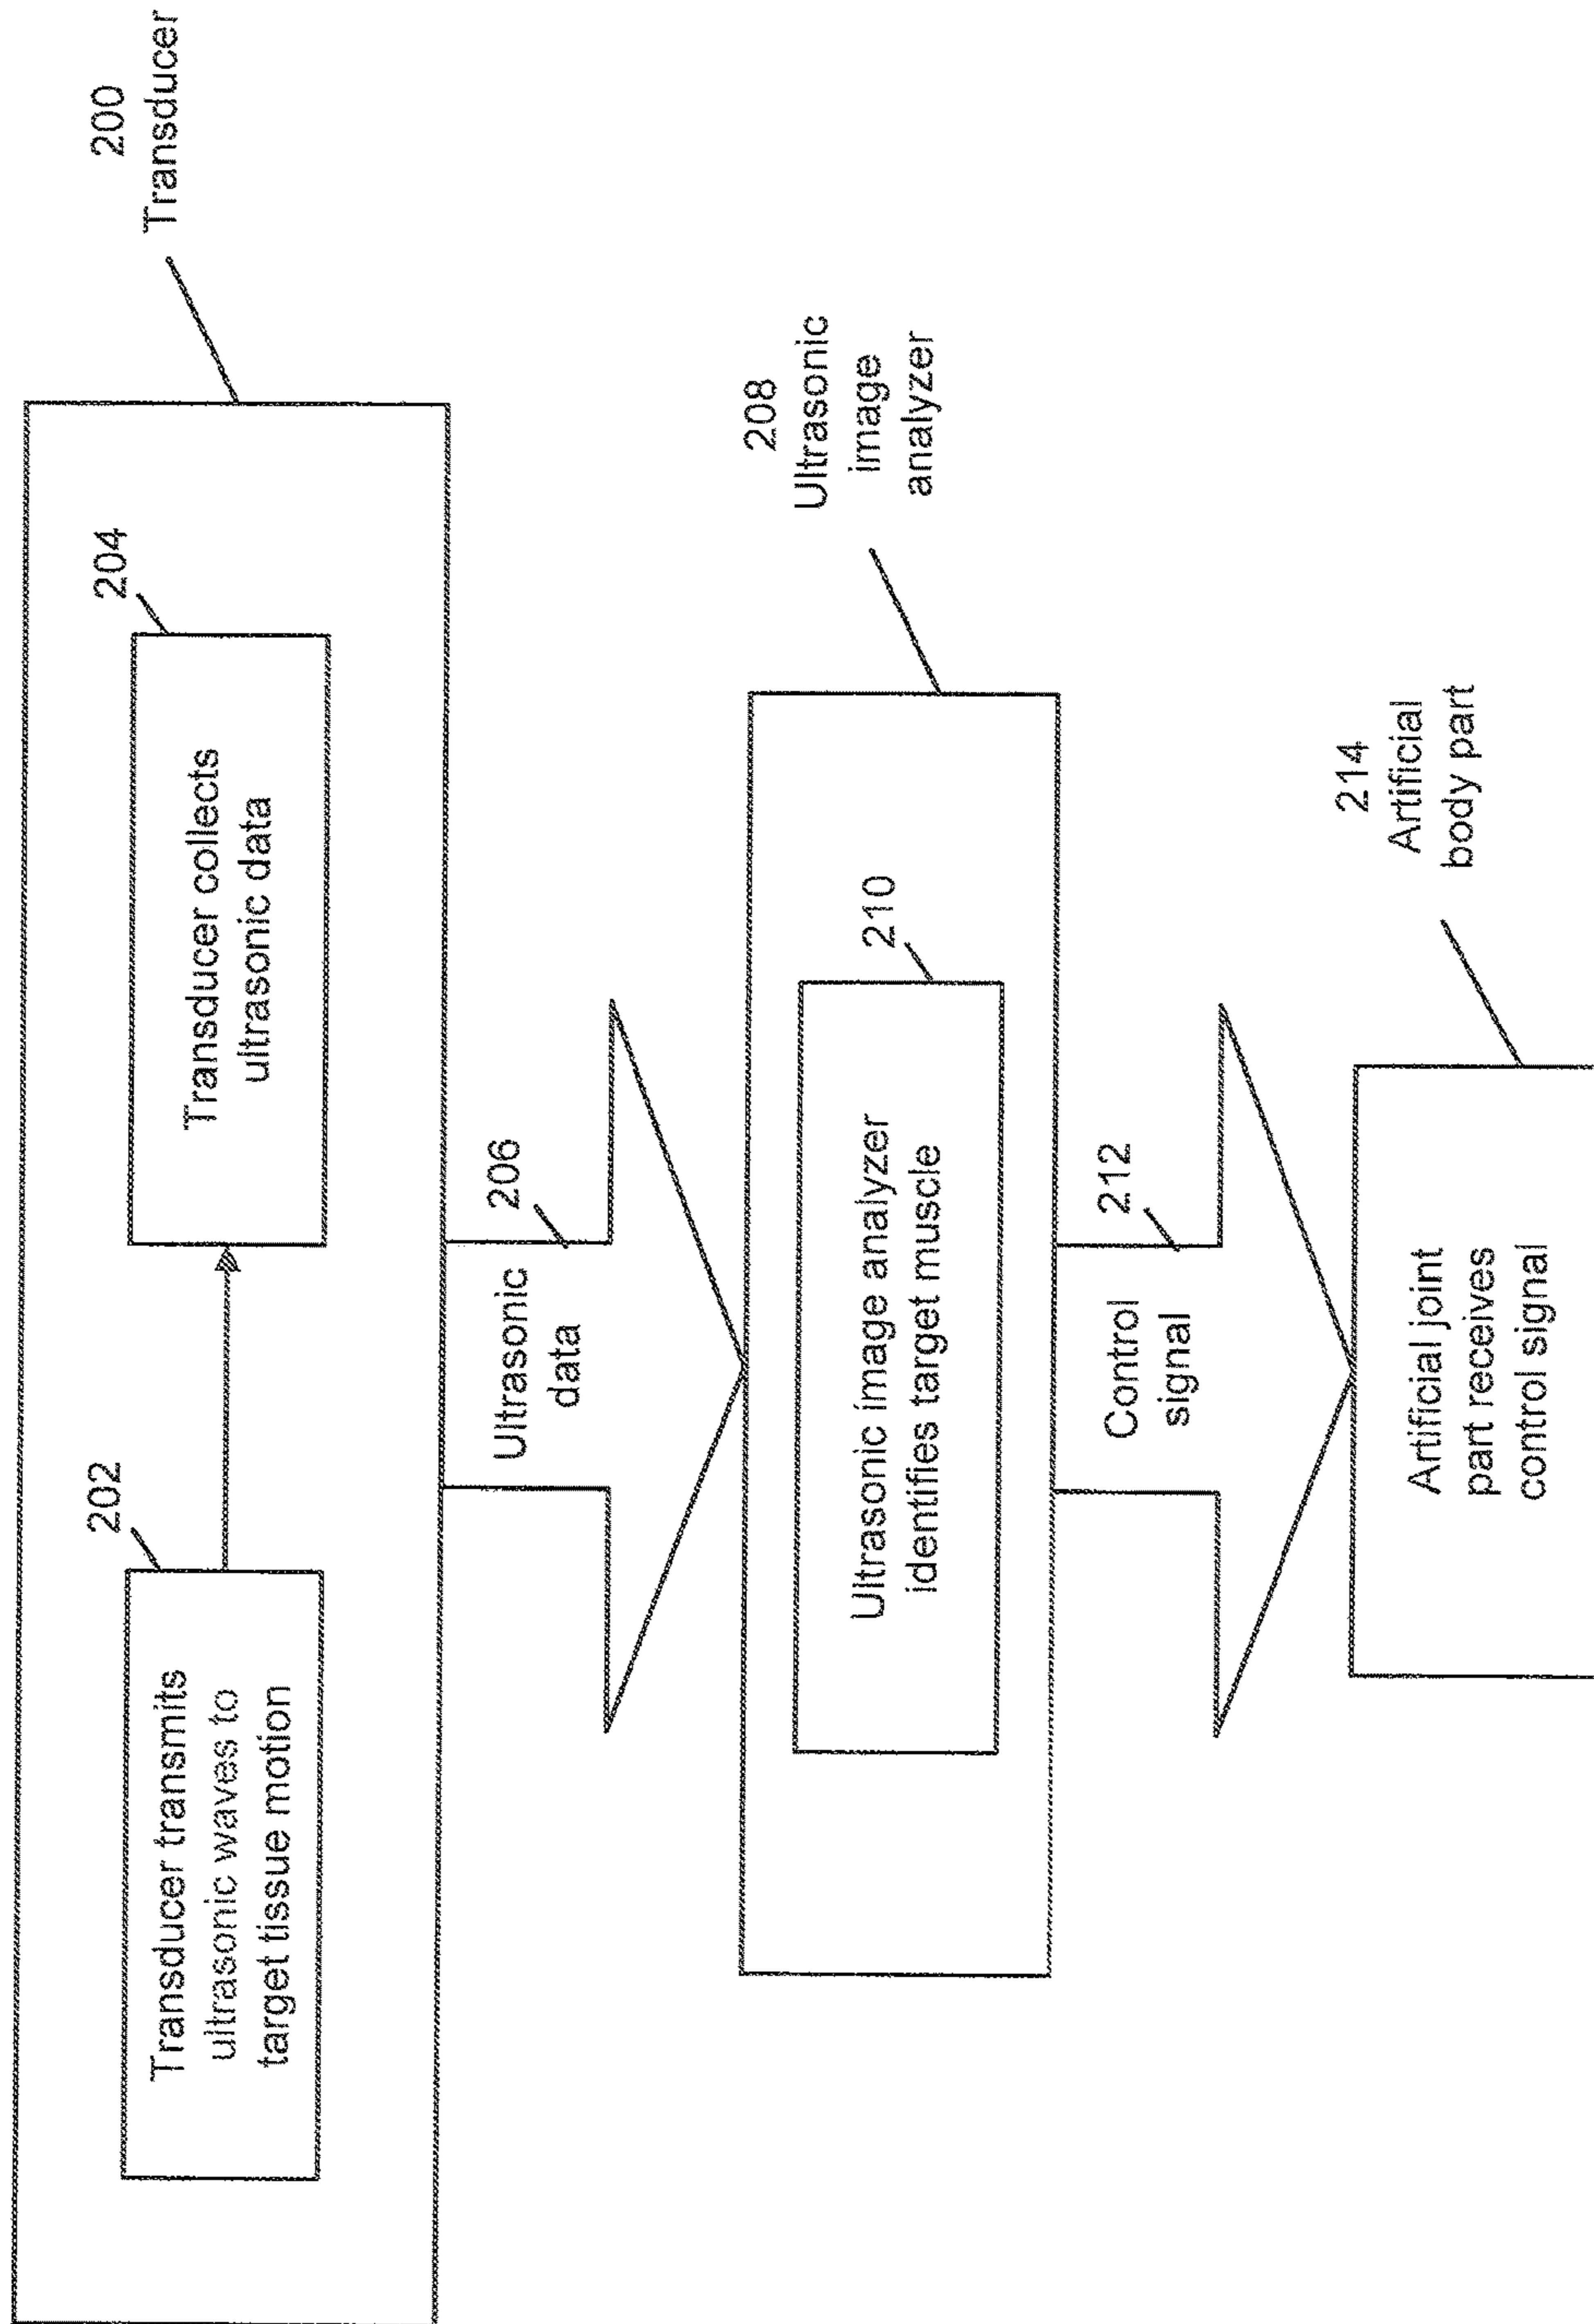 200
Transducer
202
Transducer transmits
ultrasonic waves to
target tissue motion
204
Transducer collects
ultrasonic data
206
Ultrasonic
data
208
Ultrasonic
image
analyzer
210
Ultrasonic image analyzer
identifies target muscle
212
Control
signal
214
Artificial
body part
Artificial joint
part receives
control signal